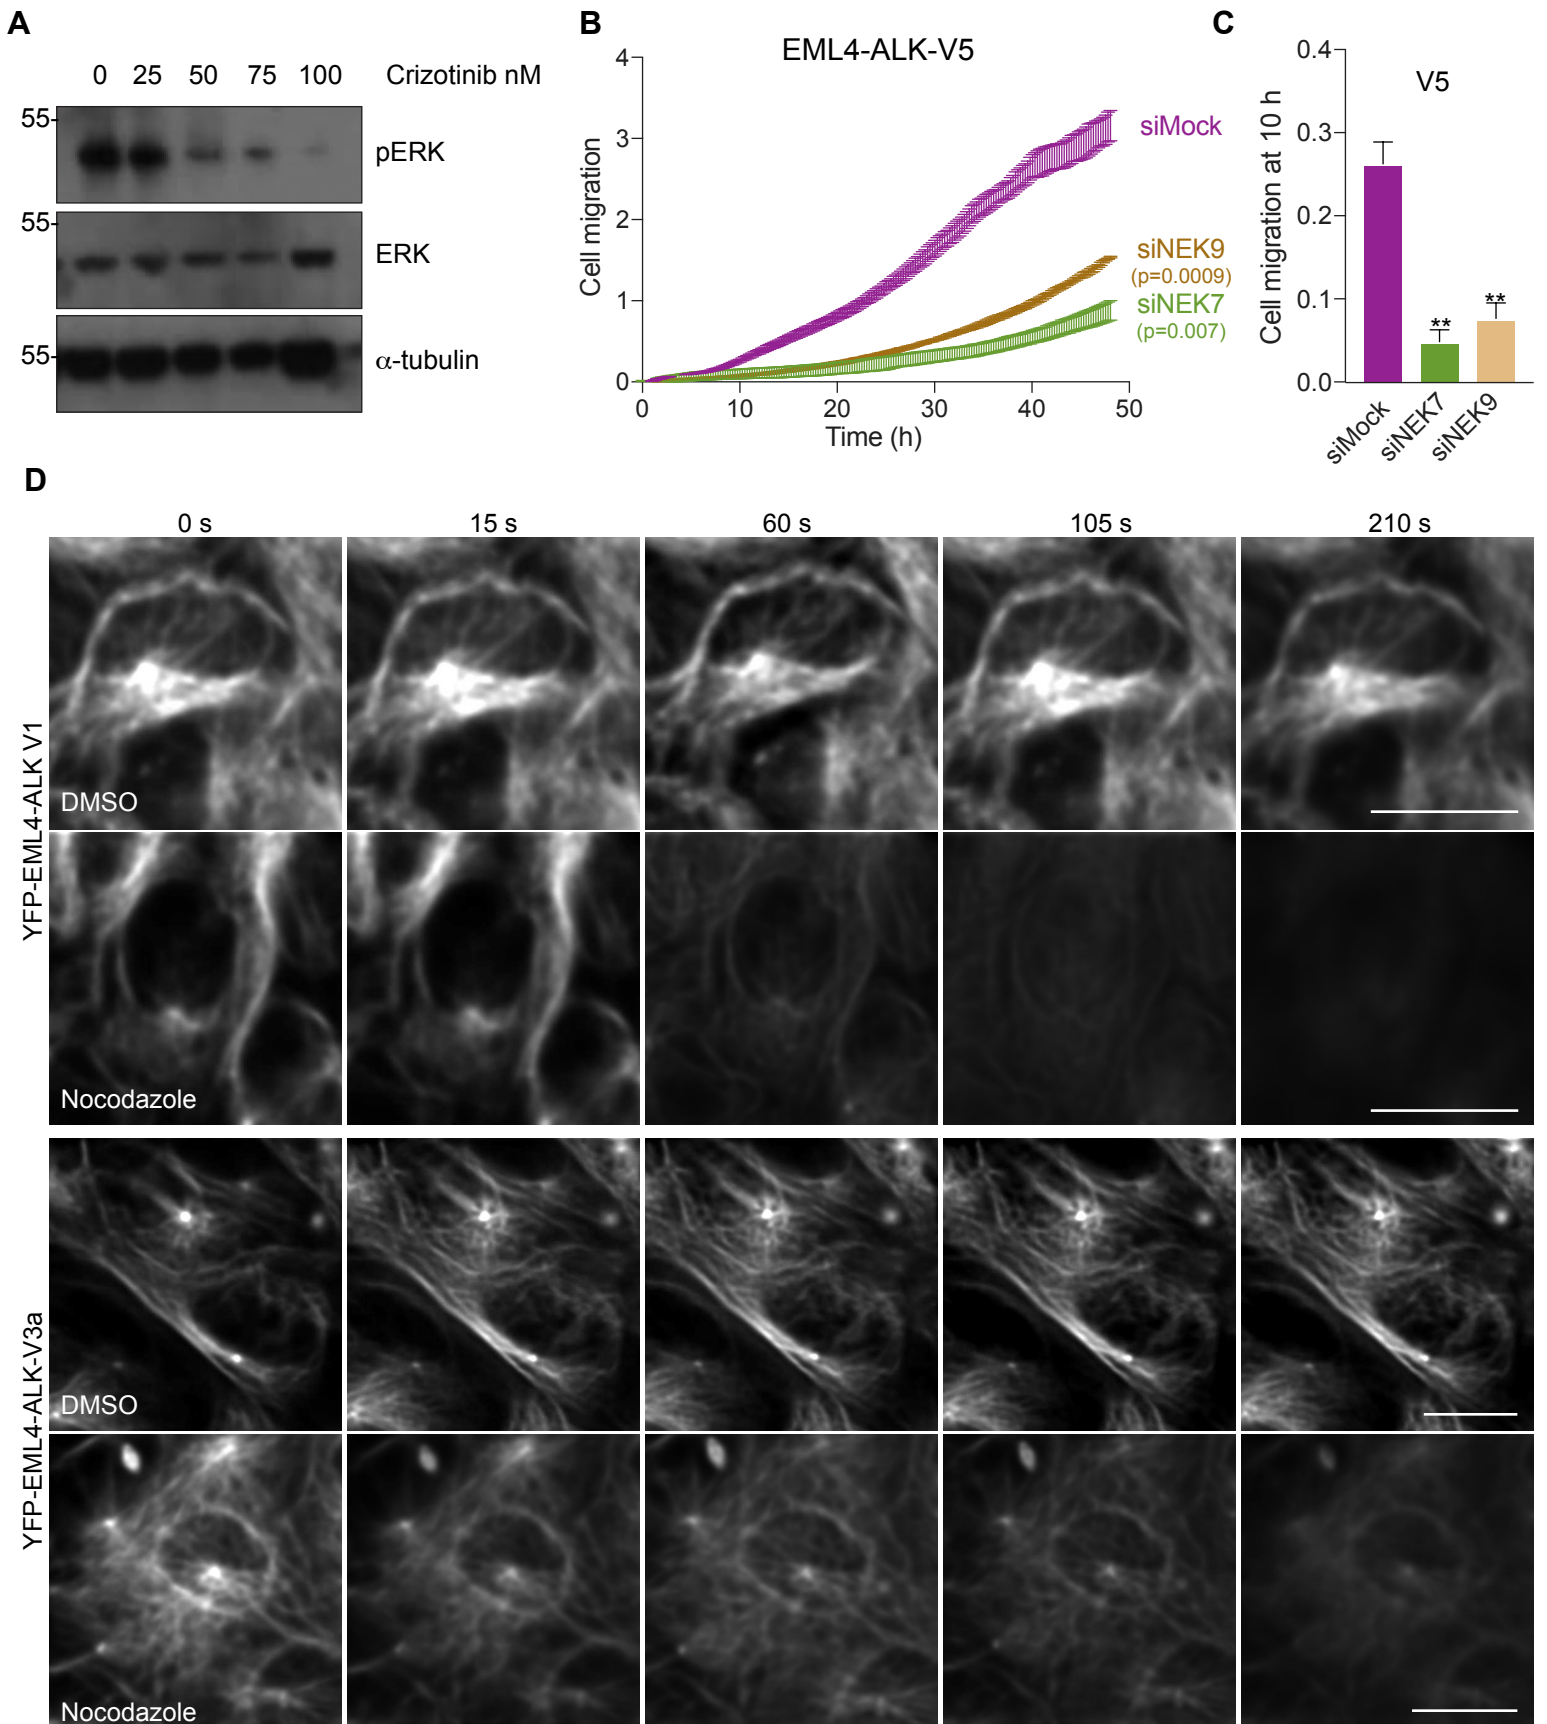 A
0 25 50 75 100 Crizotinib nM
55
pERK
55
ERK
55
α-tubulin
B
EML4-ALK-V5
4
3
2
1
0
Cell migration
siMock
siNEK9
(p=0.0009)
siNEK7
(p=0.007)
0 10 20 30 40 50
Time (h)
C
V5
0.4
0.3
0.2
0.1
0.0
Cell migration at 10 h
**
**
siMock
siNEK7
siNEK9
D
0 s 15 s 60 s 105 s 210 s
YFP-EML4-ALK V1
DMSO
Nocodazole
YFP-EML4-ALK-V3a
DMSO
Nocodazole